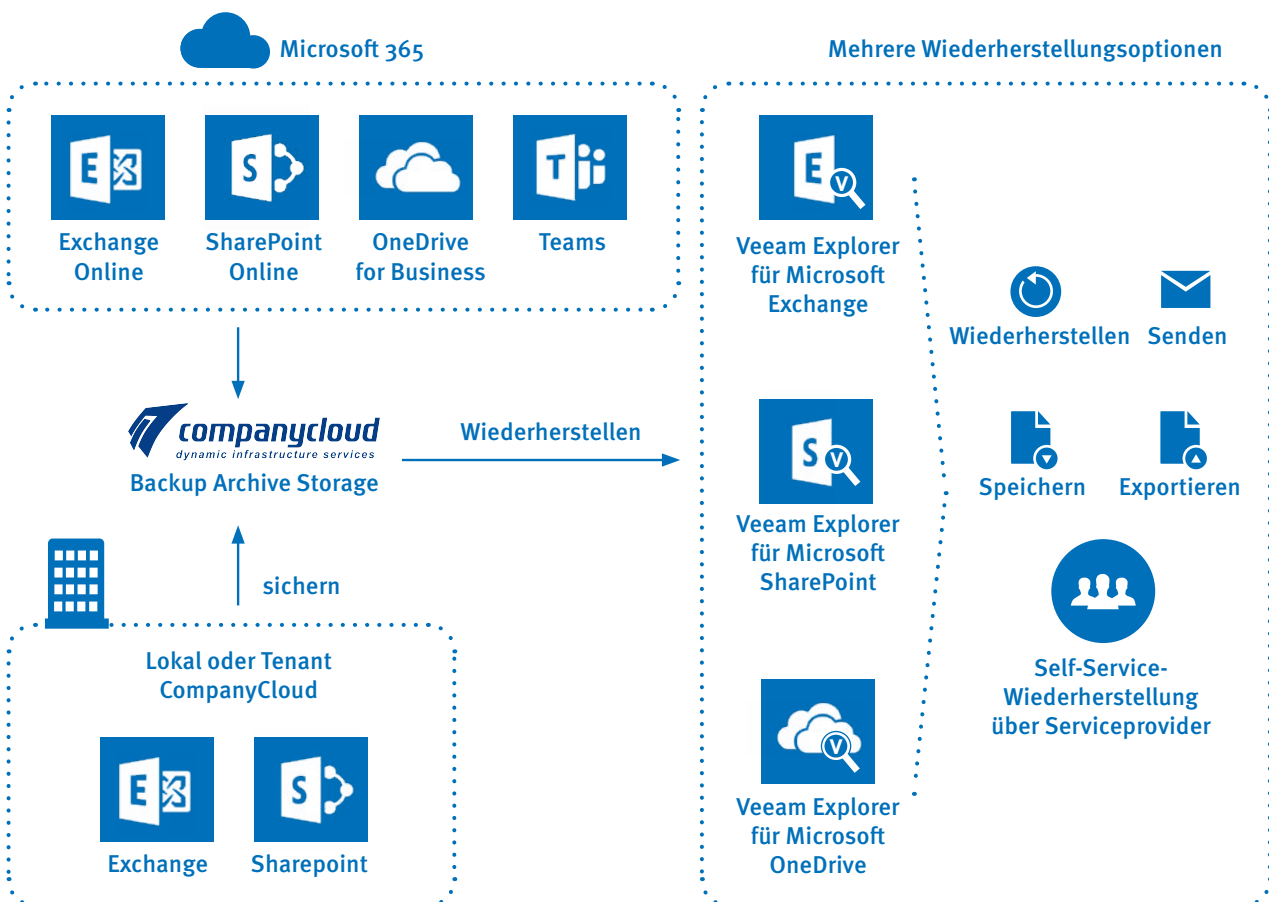 Microsoft 365
E
Exchange
Online
S
SharePoint
Online
OneDrive
for Business
T
Teams
companycloud
dynamic infrastructure services
Backup Archive Storage
Wiederherstellen
sichern
Lokal oder Tenant
CompanyCloud
E
Exchange
S
Sharepoint
Mehrere Wiederherstellungsoptionen
E V
Veeam Explorer
für Microsoft
Exchange
S V
Veeam Explorer
für Microsoft
SharePoint
V
Veeam Explorer
für Microsoft
OneDrive
Wiederherstellen
Senden
Speichern
Exportieren
Self-Service-
Wiederherstellung
über Serviceprovider